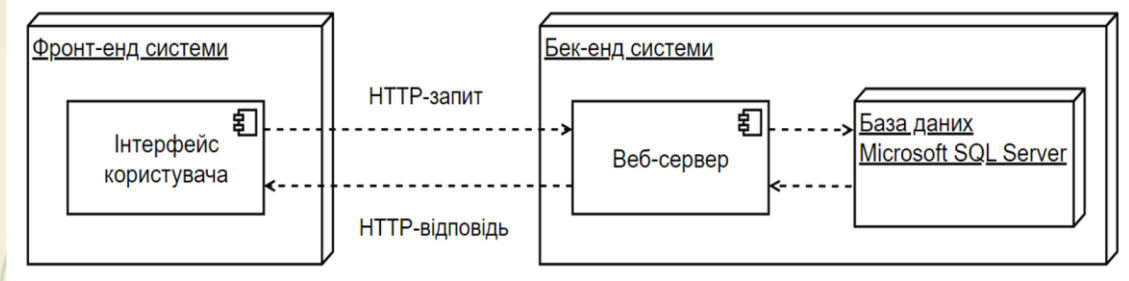 Фронт-енд системи
Бек-енд системи
HTTP-запит
Інтерфейс
користувача
Веб-сервер
База даних
Microsoft SQL Server
HTTP-відповідь